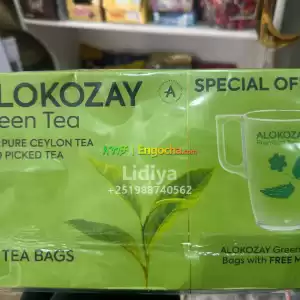 ALOKOZAY
Green Tea
PURE CEYLON TEA
PICKED TEA
TEA BAGS
SPECIAL OF
ALOKOZAY
ALOKOZAY Green
Bags with FREE M
Engocha.com
Lidiya
+251988740562